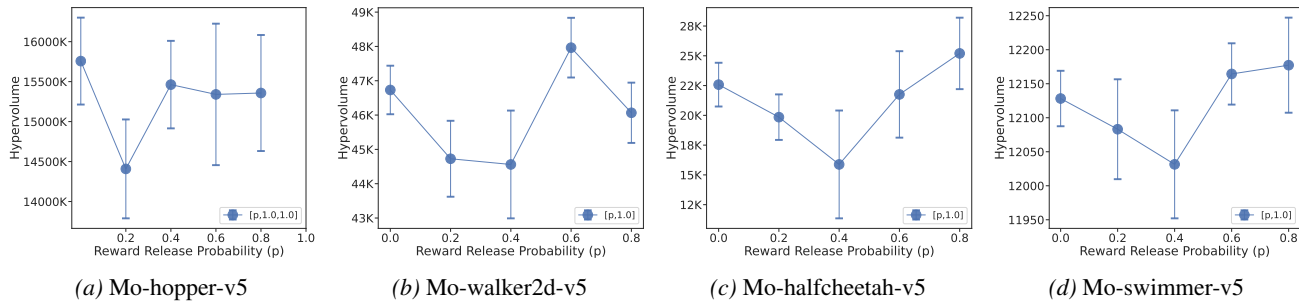 Hypervolume
16000K
15500K
15000K
14500K
14000K
0.2 0.4 0.6 0.8 1.0
Reward Release Probability (p)
[p,1.0,1.0]
(a) Mo-hopper-v5
Hypervolume
49K
48K
47K
46K
45K
44K
43K
0.0 0.2 0.4 0.6 0.8
Reward Release Probability (p)
[p,1.0]
(b) Mo-walker2d-v5
Hypervolume
28K
25K
22K
20K
18K
15K
12K
0.0 0.2 0.4 0.6 0.8
Reward Release Probability (p)
[p,1.0]
(c) Mo-halfcheetah-v5
Hypervolume
12250
12200
12150
12100
12050
12000
11950
0.0 0.2 0.4 0.6 0.8
Reward Release Probability (p)
[p,1.0]
(d) Mo-swimmer-v5